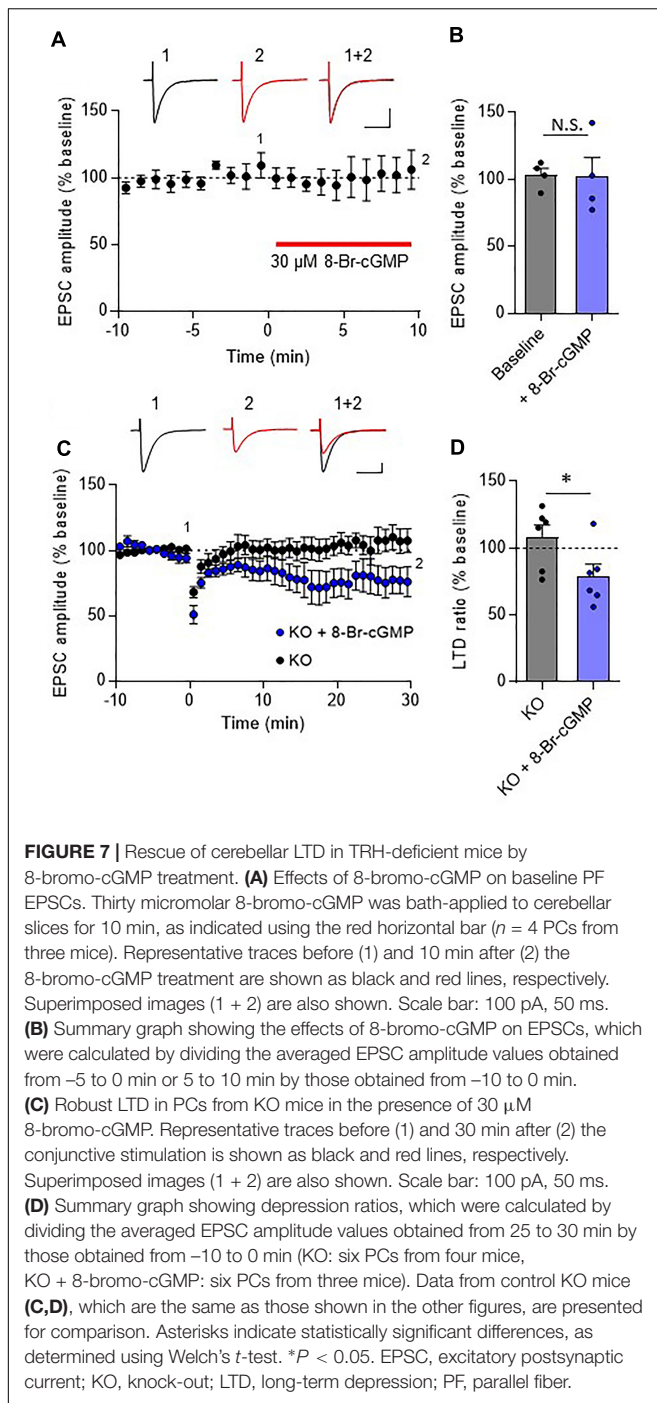 A
1
2
1+2
EPSC amplitude (% baseline)
150
100
50
0
1
2
30 µM 8-Br-cGMP
-10
-5
0
5
10
Time (min)
B
EPSC amplitude (% baseline)
150
100
50
0
N.S.
Baseline
+ 8-Br-cGMP
1
2
1+2
C
EPSC amplitude (% baseline)
150
100
50
0
1
2
KO + 8-Br-cGMP
KO
-10
0
10
20
30
Time (min)
D
LTD ratio (% baseline)
150
100
50
0
*
KO
KO + 8-Br-cGMP
FIGURE 7 | Rescue of cerebellar LTD in TRH-deficient mice by
8-bromo-cGMP treatment. (A) Effects of 8-bromo-cGMP on baseline PF
EPSCs. Thirty micromolar 8-bromo-cGMP was bath-applied to cerebellar
slices for 10 min, as indicated using the red horizontal bar (n = 4 PCs from
three mice). Representative traces before (1) and 10 min after (2) the
8-bromo-cGMP treatment are shown as black and red lines, respectively.
Superimposed images (1 + 2) are also shown. Scale bar: 100 pA, 50 ms.
(B) Summary graph showing the effects of 8-bromo-cGMP on EPSCs, which
were calculated by dividing the averaged EPSC amplitude values obtained
from –5 to 0 min or 5 to 10 min by those obtained from –10 to 0 min.
(C) Robust LTD in PCs from KO mice in the presence of 30 µM
8-bromo-cGMP. Representative traces before (1) and 30 min after (2) the
conjunctive stimulation is shown as black and red lines, respectively.
Superimposed images (1 + 2) are also shown. Scale bar: 100 pA, 50 ms.
(D) Summary graph showing depression ratios, which were calculated by
dividing the averaged EPSC amplitude values obtained from 25 to 30 min by
those obtained from –10 to 0 min (KO: six PCs from four mice,
KO + 8-bromo-cGMP: six PCs from three mice). Data from control KO mice
(C,D), which are the same as those shown in the other figures, are presented
for comparison. Asterisks indicate statistically significant differences, as
determined using Welch's t-test. *P < 0.05. EPSC, excitatory postsynaptic
current; KO, knock-out; LTD, long-term depression; PF, parallel fiber.